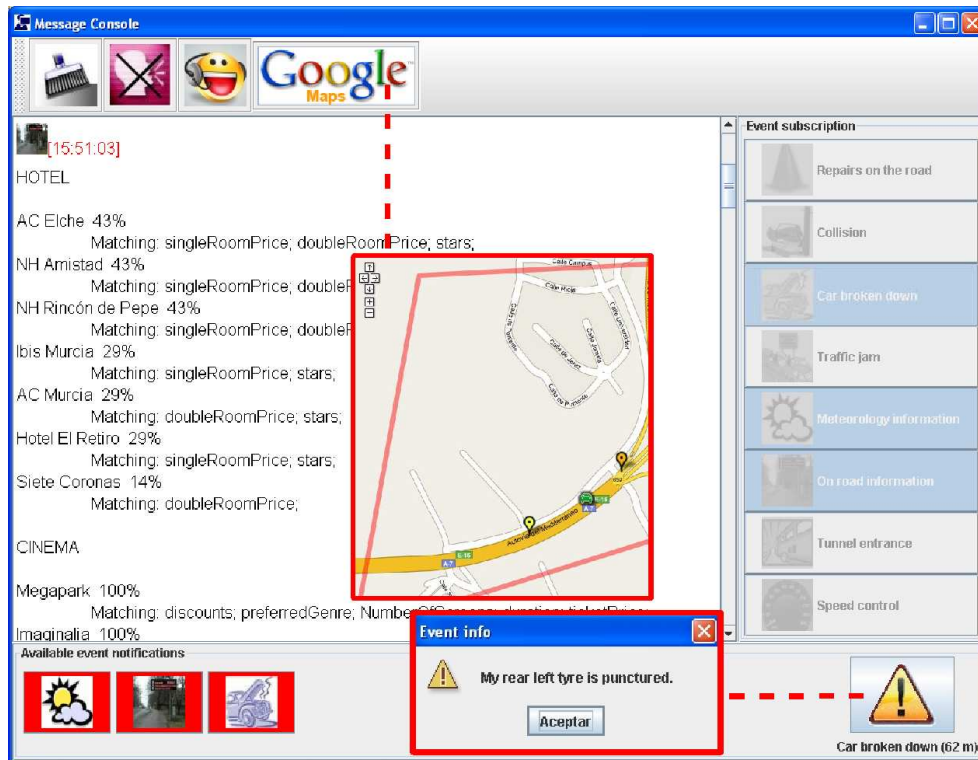 Message Console
Google
Maps
[15:51:03]
HOTEL
AC Elche 43%
Matching: singleRoomPrice; doubleRoomPrice; stars;
NH Amistad 43%
Matching: singleRoomPrice;
NH Rincón de Pepe 43%
Matching: singleRoomPrice;
Ibis Murcia 29%
Matching: singleRoomPrice; stars;
AC Murcia 29%
Matching: doubleRoomPrice; stars;
Hotel El Retiro 29%
Matching: singleRoomPrice; stars;
Siete Coronas 14%
Matching: doubleRoomPrice;
CINEMA
Megapark 100%
Matching: discounts; preferredGenre;
Imaginalia 100%
Calle Campus
E-15
A-7
Event subscription
Repairs on the road
Collision
Car broken down
Traffic jam
Meteorology information
On road information
Tunnel entrance
Speed control
Available event notifications
Event info
My rear left tyre is punctured.
Aceptar
Car broken down (62 m)